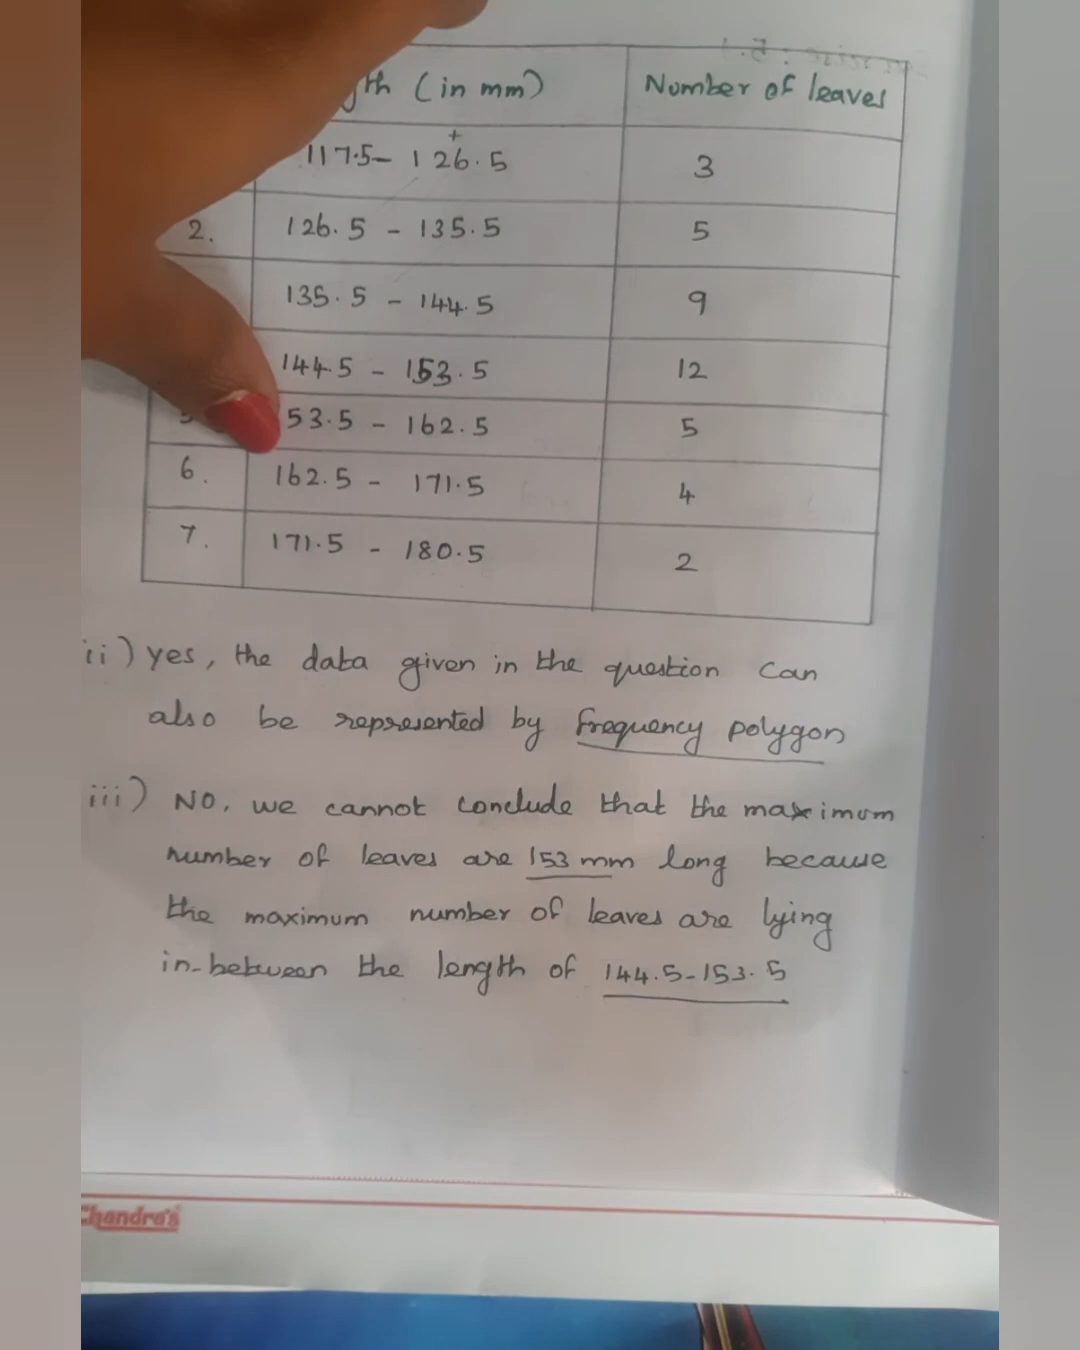 (in mm) Number of leaves
117.5- 126.5 3
2. 126.5 - 135.5 5
135.5 - 144.5 9
144.5 - 153.5 12
53.5 - 162.5 5
6. 162.5 - 171.5 4
7. 171.5 - 180.5 2
ii) yes, the data given in the question can
also be represented by frequency polygon
iii) NO, we cannot conclude that the maximum
number of leaves are 153 mm long because
the maximum number of leaves are lying
in-between the length of 144.5-153.5
Chandra's